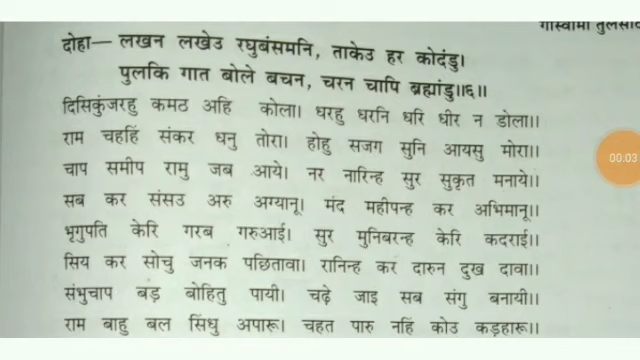 गोस्वामी तुलसीदा
दोहा— लखन लखेउ रघुबंसमनि, ताकेउ हर कोदंडु।
पुलकि गात बोले बचन, चरन चापि ब्रह्मांडु॥६॥
दिसिकुंजरहु कमठ अहि कोला। धरहु धरनि धरि धीर न डोला॥
राम चहहिं संकर धनु तोरा। होहु सजग सुनि आयसु मोरा॥
चाप समीप रामु जब आये। नर नारिन्ह सुर सुकृत मनाये॥
सब कर संसउ अरु अग्यानू। मंद महीपन्ह कर अभिमानू॥
भृगुपति केरि गरब गरुआई। सुर मुनिबरन्ह केरि कदराई॥
सिय कर सोचु जनक पछितावा। रानिन्ह कर दारुन दुख दावा॥
संभुचाप बड़ बोहितु पायी। चढ़े जाइ सब संगु बनायी॥
राम बाहु बल सिंधु अपारू। चहत पारु नहिं कोउ कड़हारू॥
00:03